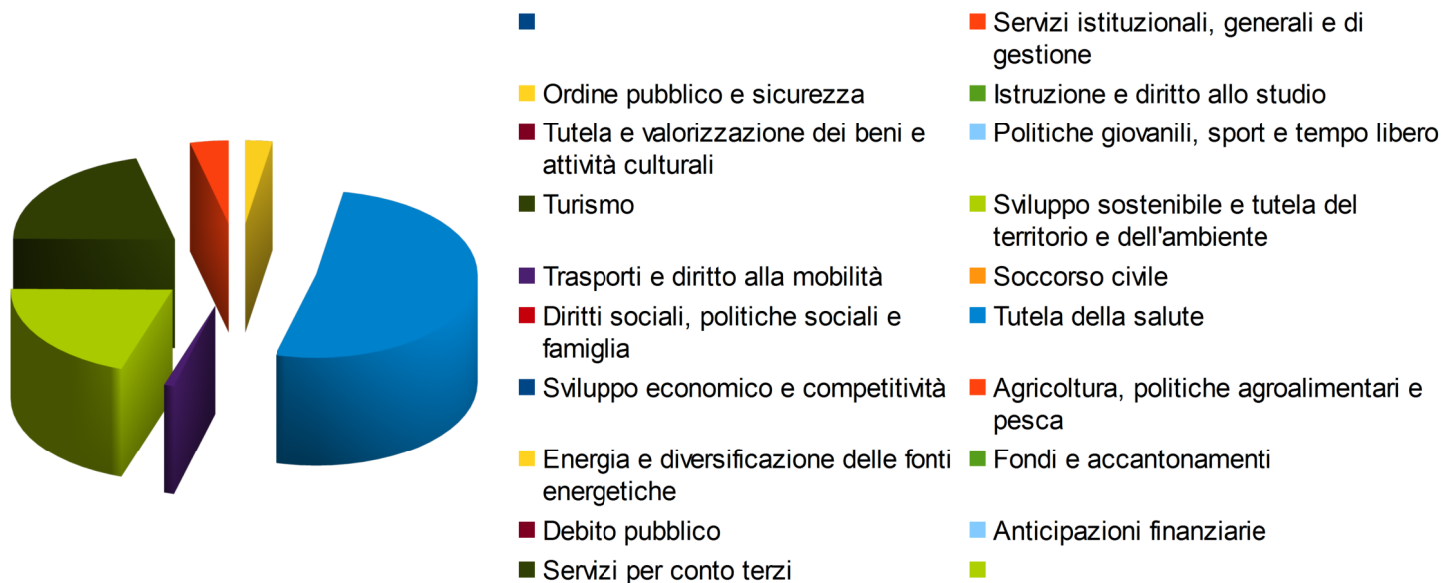 Servizi istituzionali, generali e di
gestione
Ordine pubblico e sicurezza
Istruzione e diritto allo studio
Tutela e valorizzazione dei beni e
attività culturali
Politiche giovanili, sport e tempo libero
Turismo
Sviluppo sostenibile e tutela del
territorio e dell'ambiente
Trasporti e diritto alla mobilità
Soccorso civile
Diritti sociali, politiche sociali e
famiglia
Tutela della salute
Sviluppo economico e competitività
Agricoltura, politiche agroalimentari e
pesca
Energia e diversificazione delle fonti
energetiche
Fondi e accantonamenti
Debito pubblico
Anticipazioni finanziarie
Servizi per conto terzi